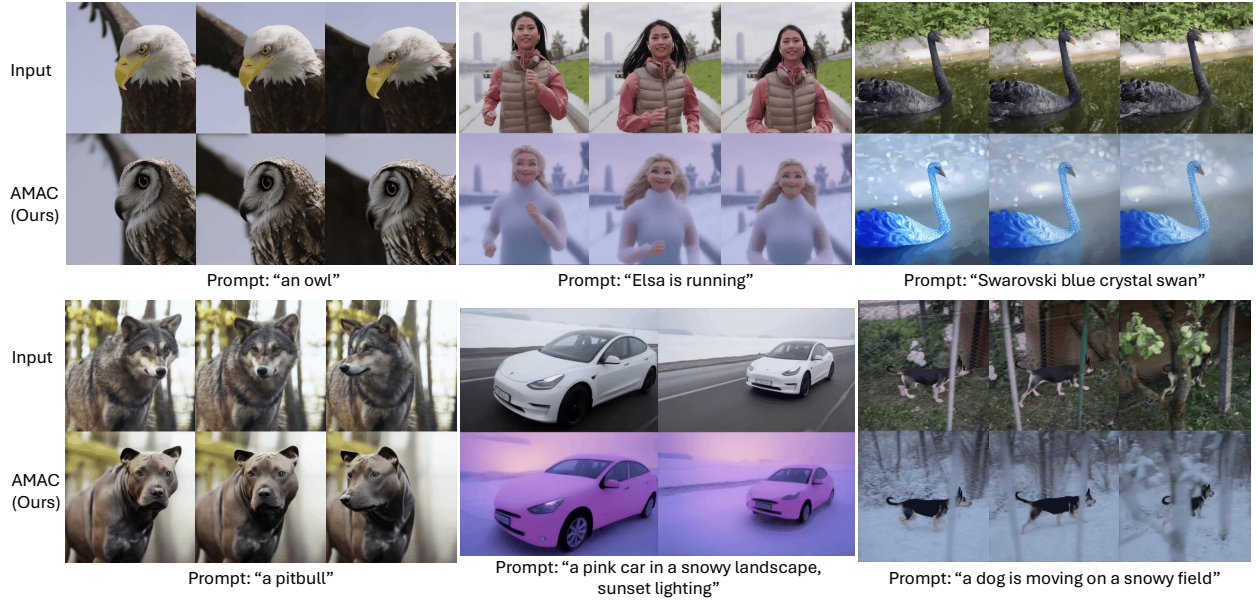 Input
AMAC
(Ours)
Prompt: “an owl”
Prompt: “Elsa is running”
Prompt: “Swarovski blue crystal swan”
Input
AMAC
(Ours)
Prompt: “a pitbull”
Prompt: “a pink car in a snowy landscape,
sunset lighting”
Prompt: “a dog is moving on a snowy field”